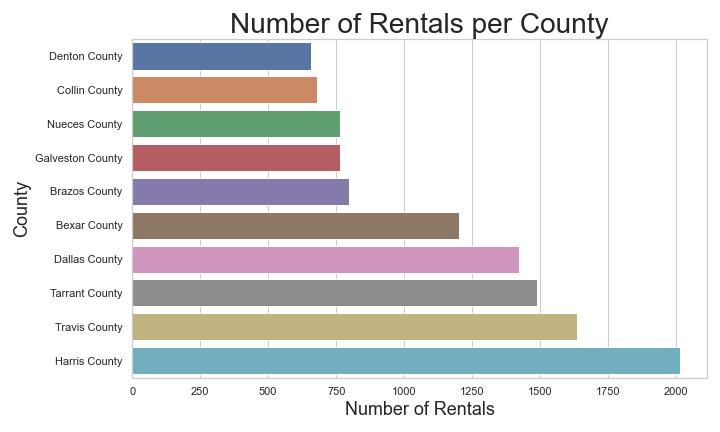 Number of Rentals per County
County
Denton County
Collin County
Nueces County
Galveston County
Brazos County
Bexar County
Dallas County
Tarrant County
Travis County
Harris County
0 250 500 750 1000 1250 1500 1750 2000
Number of Rentals